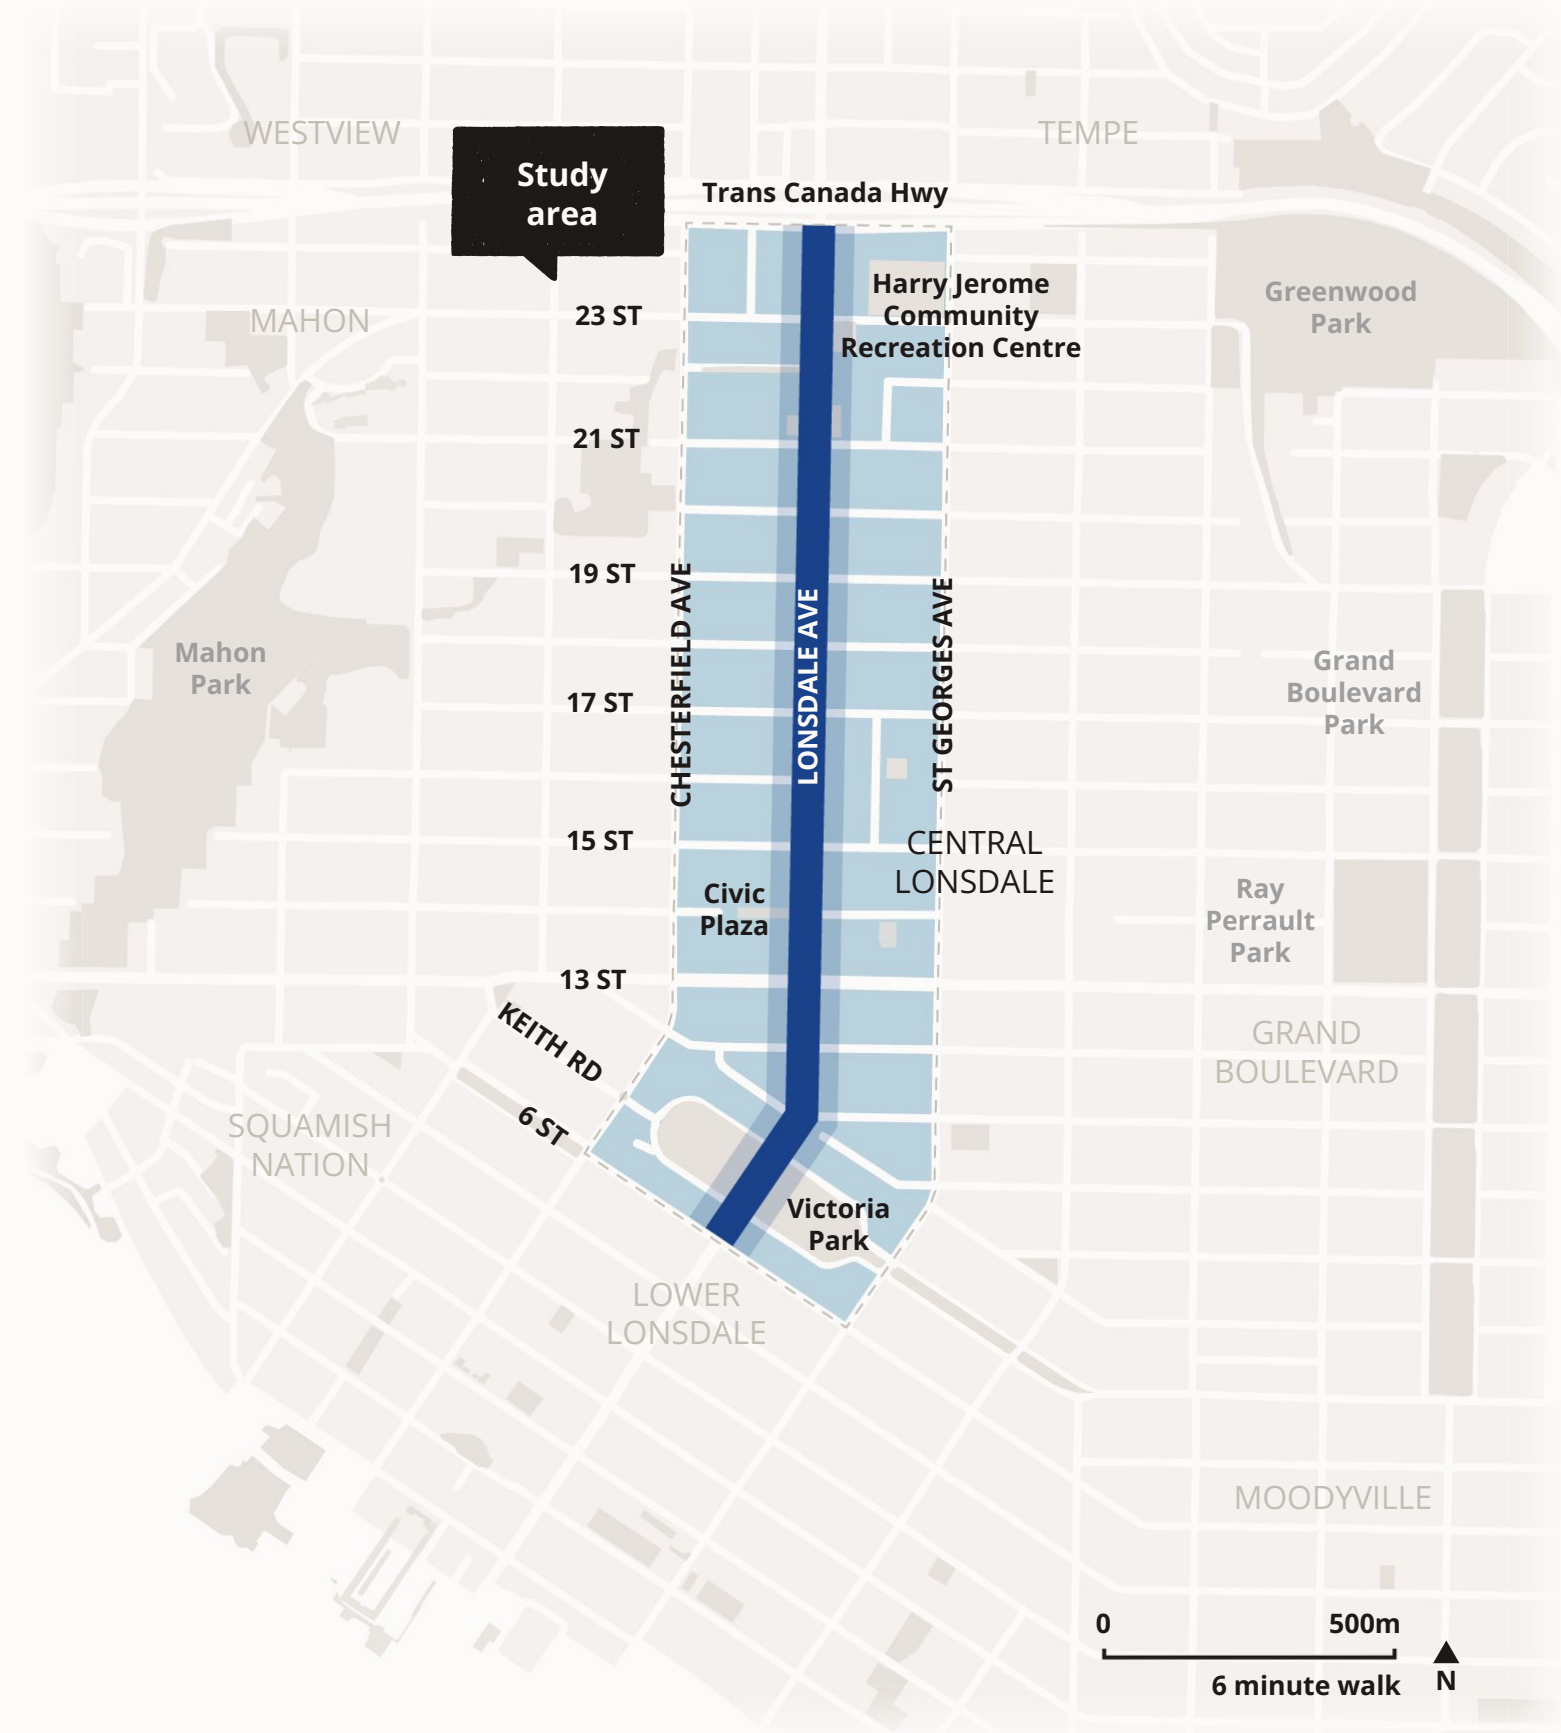 WESTVIEW
TEMPE
Study
area
Trans Canada Hwy
Harry Jerome
Community
Recreation Centre
Greenwood
Park
23 ST
MAHON
21 ST
19 ST
CHESTERFIELD AVE
LONSDALE AVE
ST GEORGES AVE
Mahon
Park
Grand
Boulevard
Park
17 ST
15 ST
CENTRAL
LONSDALE
Civic
Plaza
Ray
Perrault
Park
13 ST
KEITH RD
GRAND
BOULEVARD
6 ST
SQUAMISH
NATION
Victoria
Park
LOWER
LONSDALE
MOODYVILLE
0 500m
6 minute walk
N